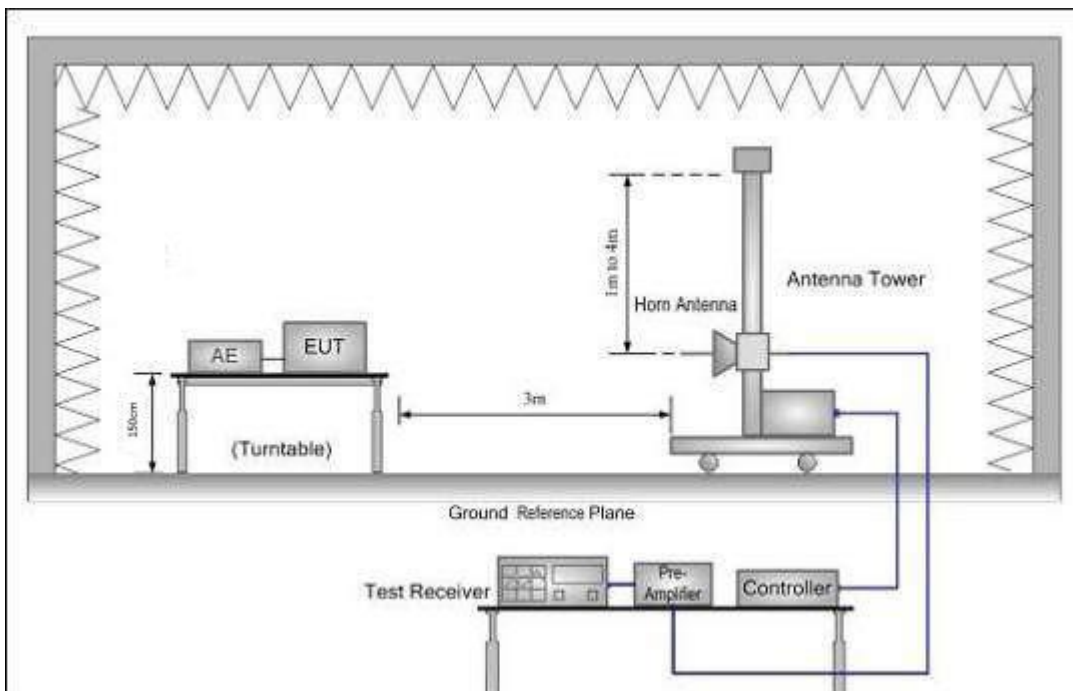 1m to 4m
Antenna Tower
Horn Antenna
AE
EUT
150cm
3m
(Turntable)
Ground Reference Plane
Test Receiver
Pre-
Amplifier
Controller